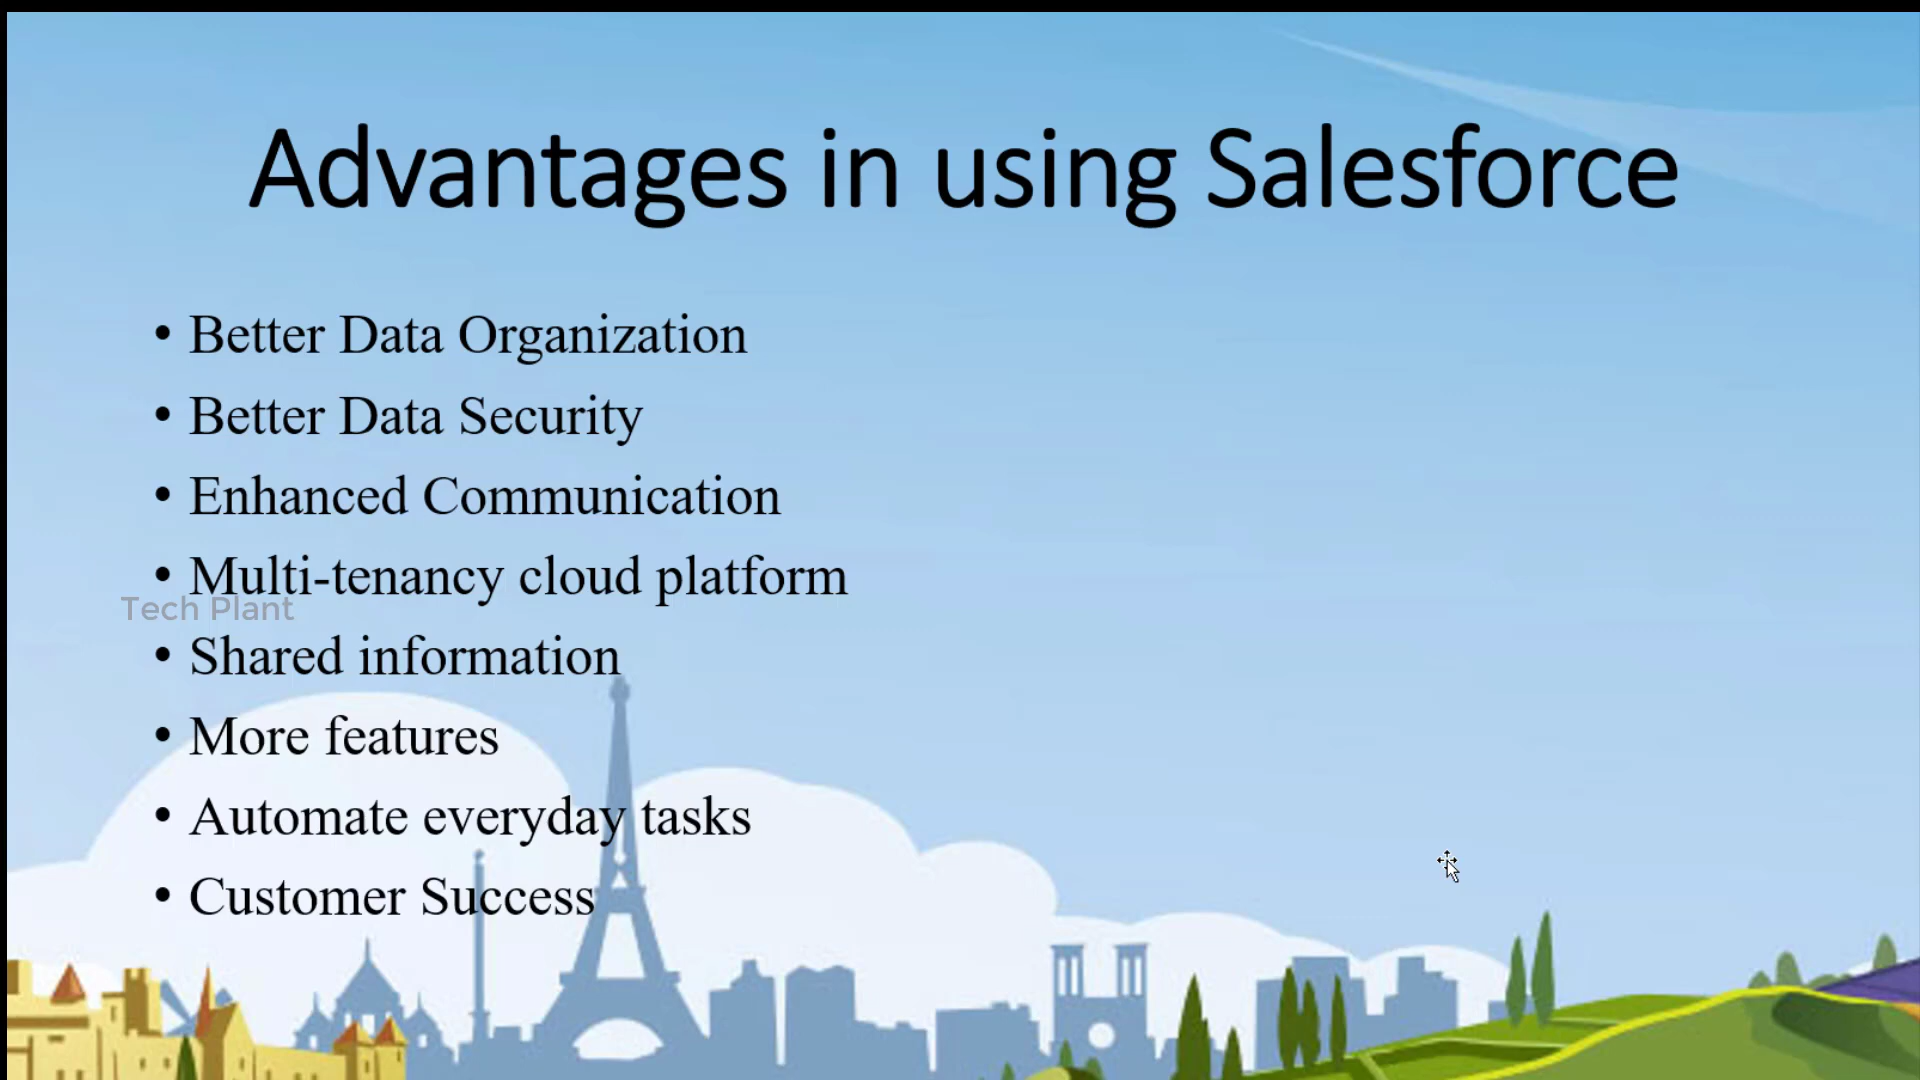 Advantages in using Salesforce
• Better Data Organization
• Better Data Security
• Enhanced Communication
• Multi-tenancy cloud platform
Tech Plant
• Shared information
• More features
• Automate everyday tasks
• Customer Success